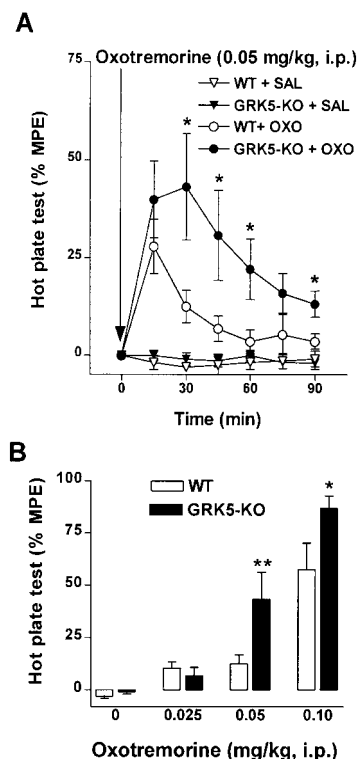 A
Oxotremorine (0.05 mg/kg, i.p.)
WT + SAL
GRK5-KO + SAL
WT+ OXO
GRK5-KO + OXO
Hot plate test (% MPE)
75
50
25
0
* * * *
0 30 60 90
Time (min)
B
WT
GRK5-KO
Hot plate test (% MPE)
100
75
50
25
0
** *
0 0.025 0.05 0.10
Oxotremorine (mg/kg, i.p.)